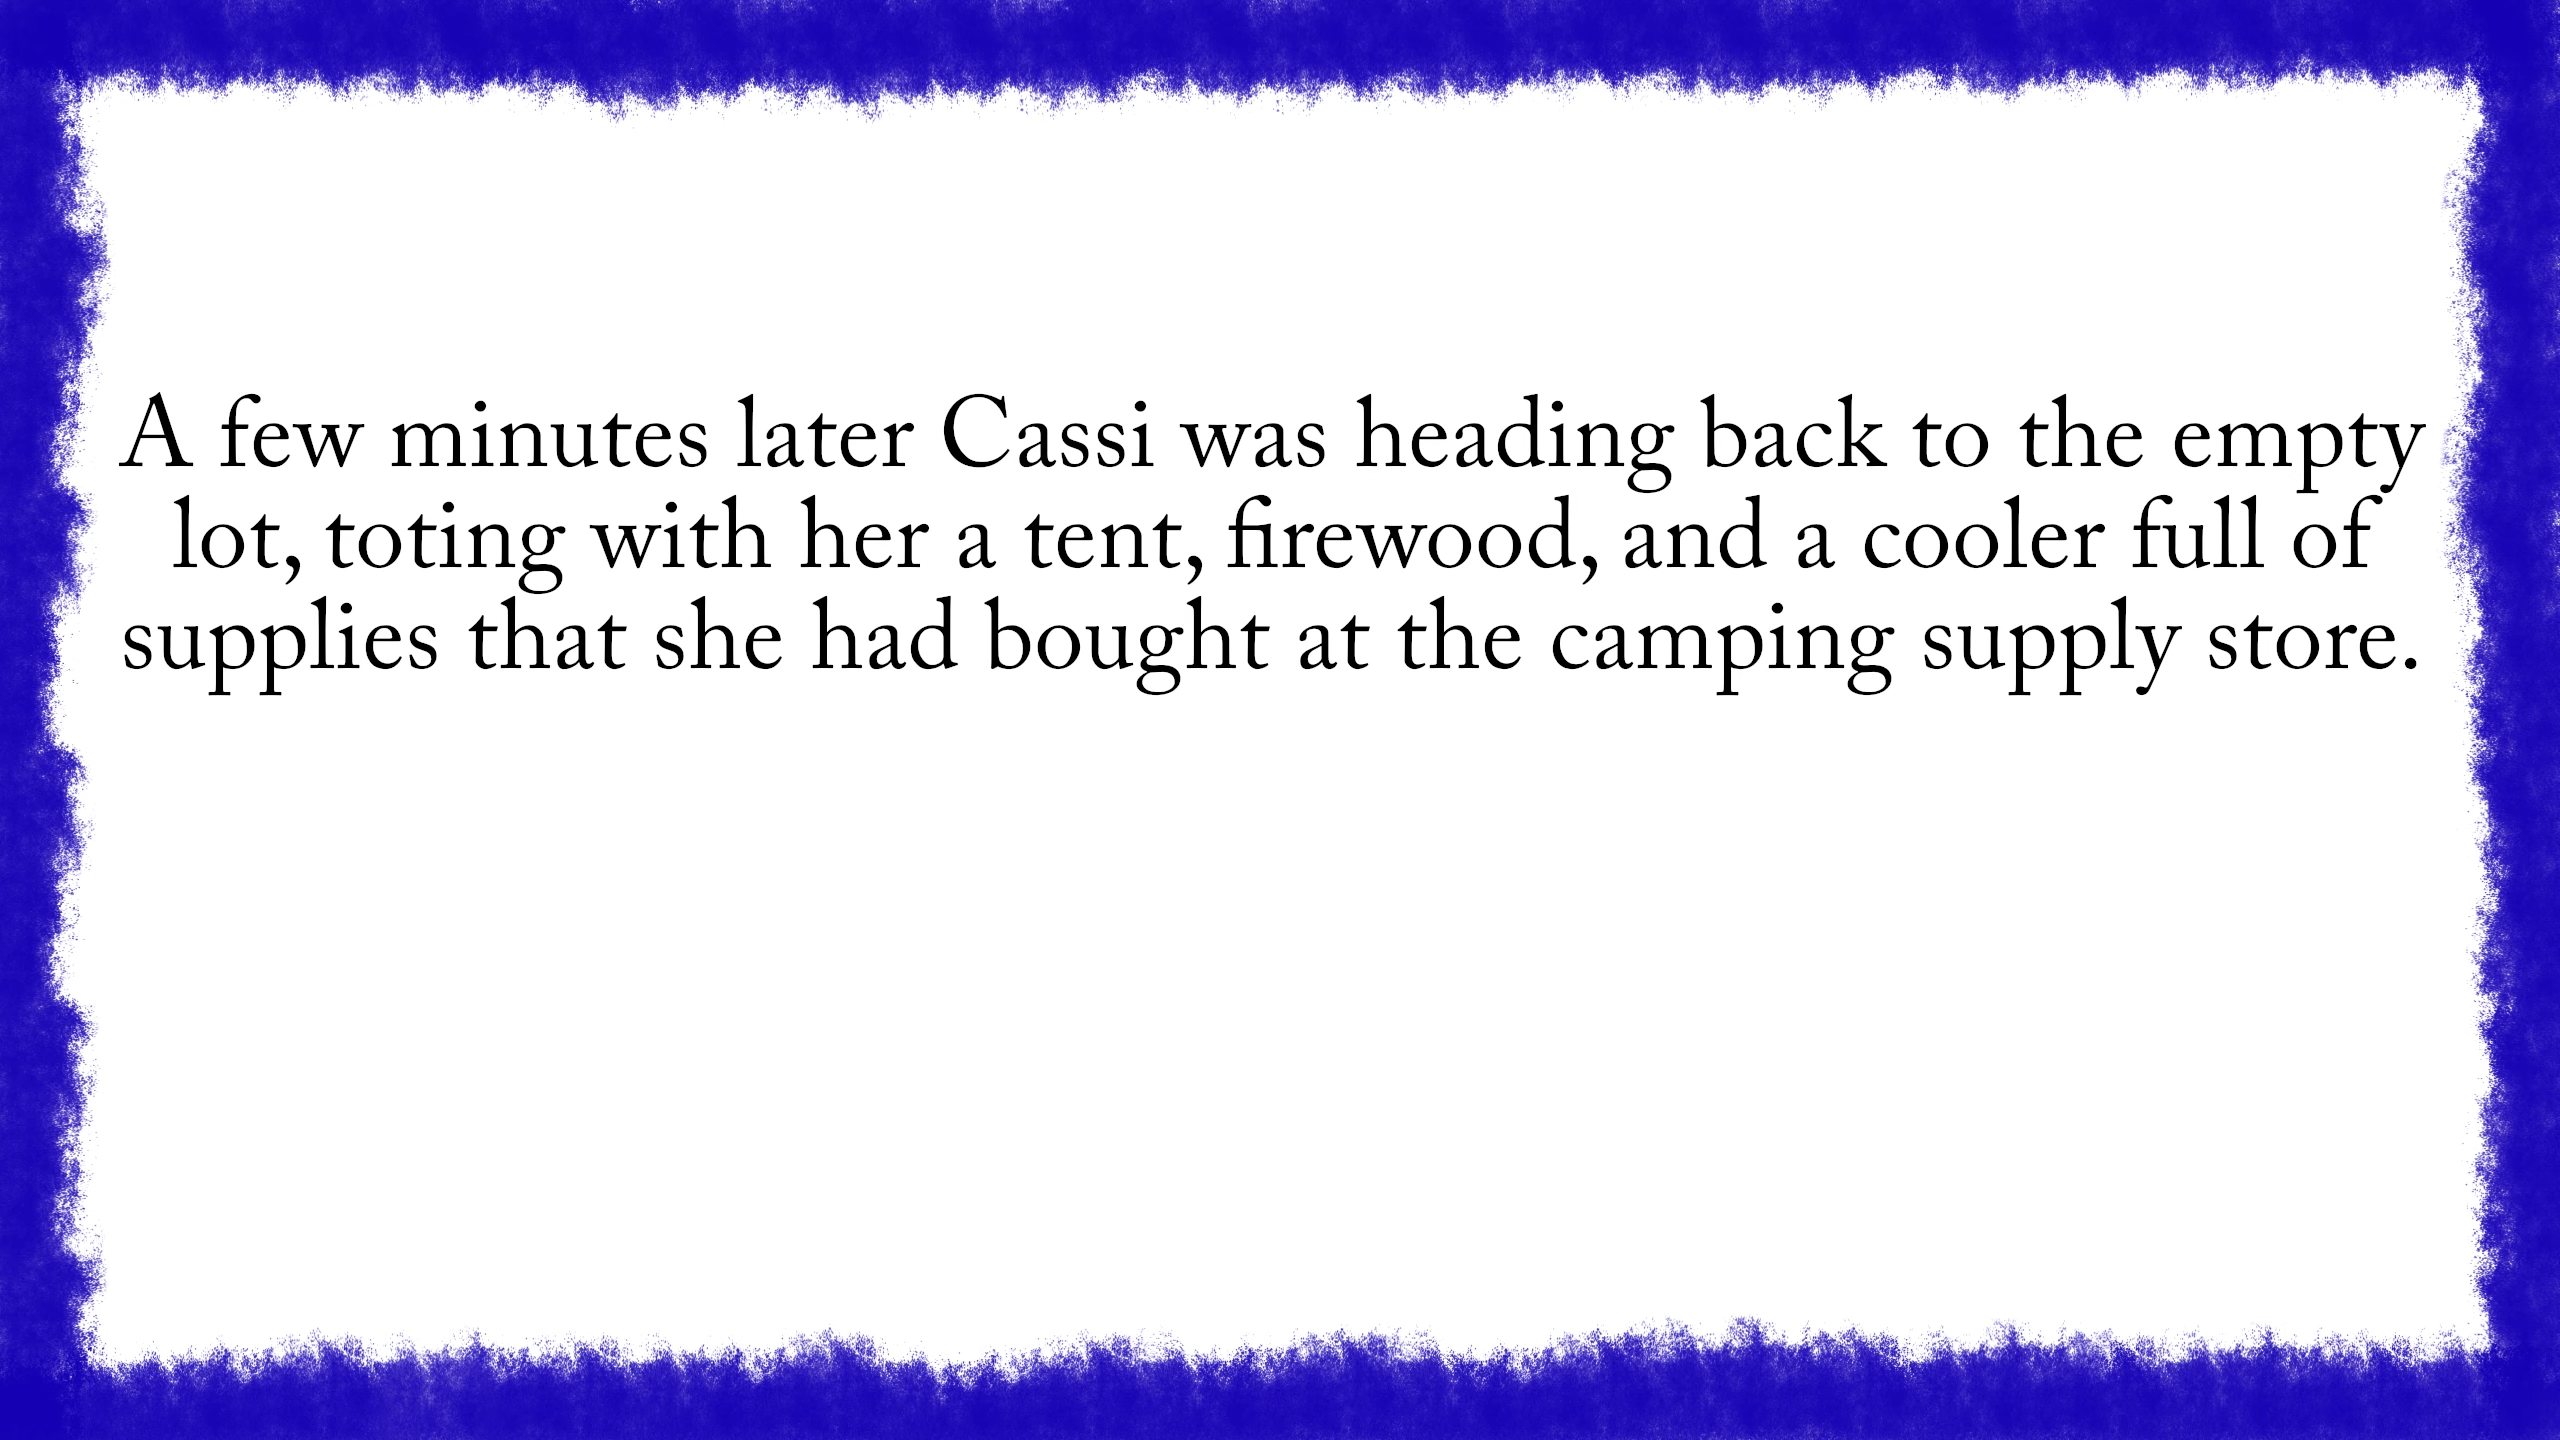 A few minutes later Cassi was heading back to the empty
lot, toting with her a tent, firewood, and a cooler full of
supplies that she had bought at the camping supply store.